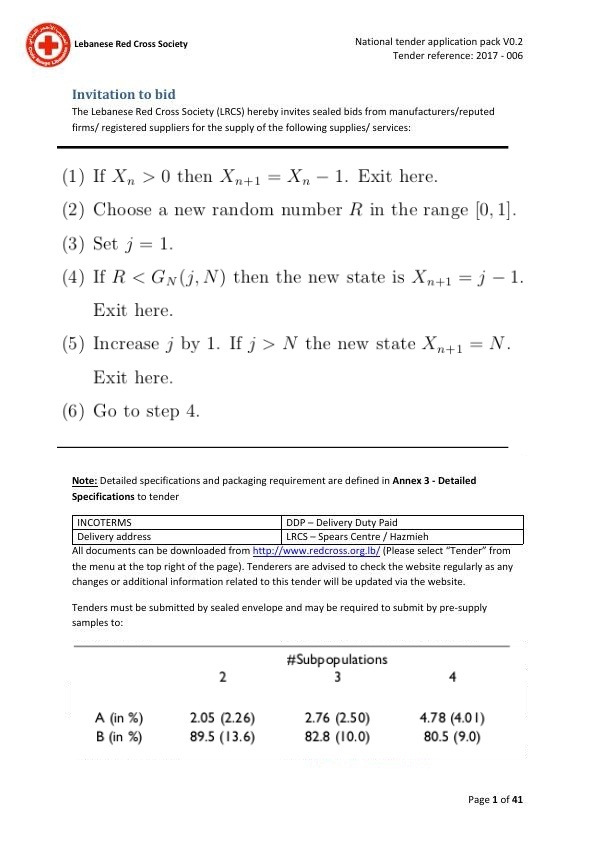 Lebanese Red Cross Society
National tender application pack V0.2
Tender reference: 2017 - 006
Invitation to bid
The Lebanese Red Cross Society (LRCS) hereby invites sealed bids from manufacturers/reputed
firms/ registered suppliers for the supply of the following supplies/ services:
(1) If Xₙ > 0 then Xₙ₊₁ = Xₙ − 1. Exit here.
(2) Choose a new random number R in the range [0, 1].
(3) Set j = 1.
(4) If R < G_N(j, N) then the new state is Xₙ₊₁ = j − 1.
Exit here.
(5) Increase j by 1. If j > N the new state Xₙ₊₁ = N.
Exit here.
(6) Go to step 4.
Note: Detailed specifications and packaging requirement are defined in Annex 3 - Detailed
Specifications to tender
INCOTERMS DDP – Delivery Duty Paid
Delivery address LRCS – Spears Centre / Hazmieh
All documents can be downloaded from http://www.redcross.org.lb/ (Please select “Tender” from
the menu at the top right of the page). Tenderers are advised to check the website regularly as any
changes or additional information related to this tender will be updated via the website.
Tenders must be submitted by sealed envelope and may be required to submit by pre-supply
samples to:
#Subpopulations
2 3 4
A (in %) 2.05 (2.26) 2.76 (2.50) 4.78 (4.01)
B (in %) 89.5 (13.6) 82.8 (10.0) 80.5 (9.0)
Page 1 of 41